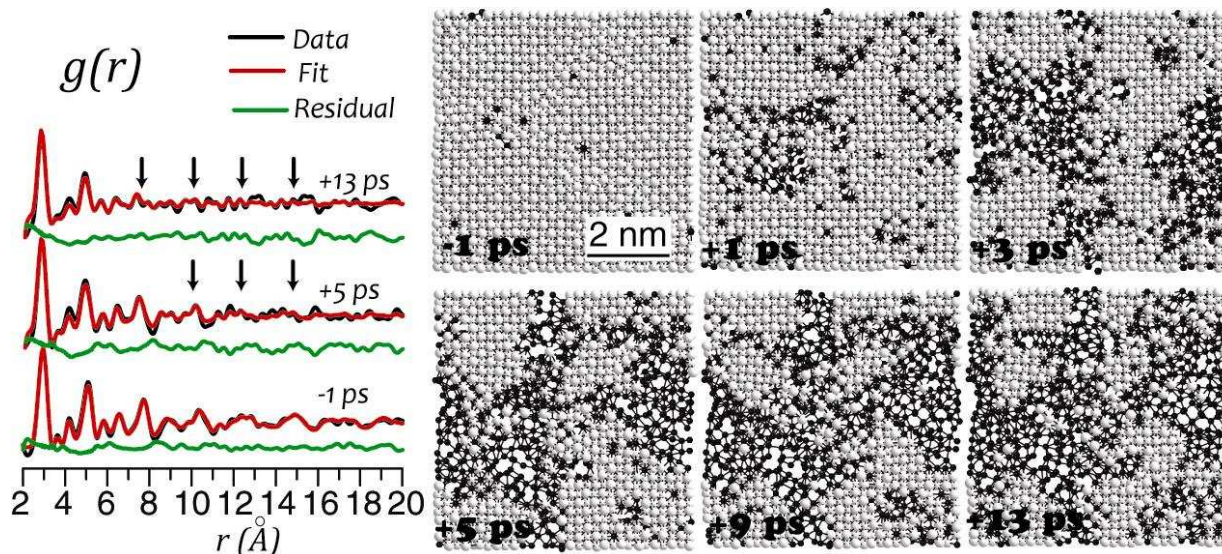 g(r)
Data
Fit
Residual
+13 ps
+5 ps
-1 ps
2 4 6 8 10 12 14 16 18 20
r (Å)
-1 ps
2 nm
+1 ps
+3 ps
+5 ps
+9 ps
+13 ps